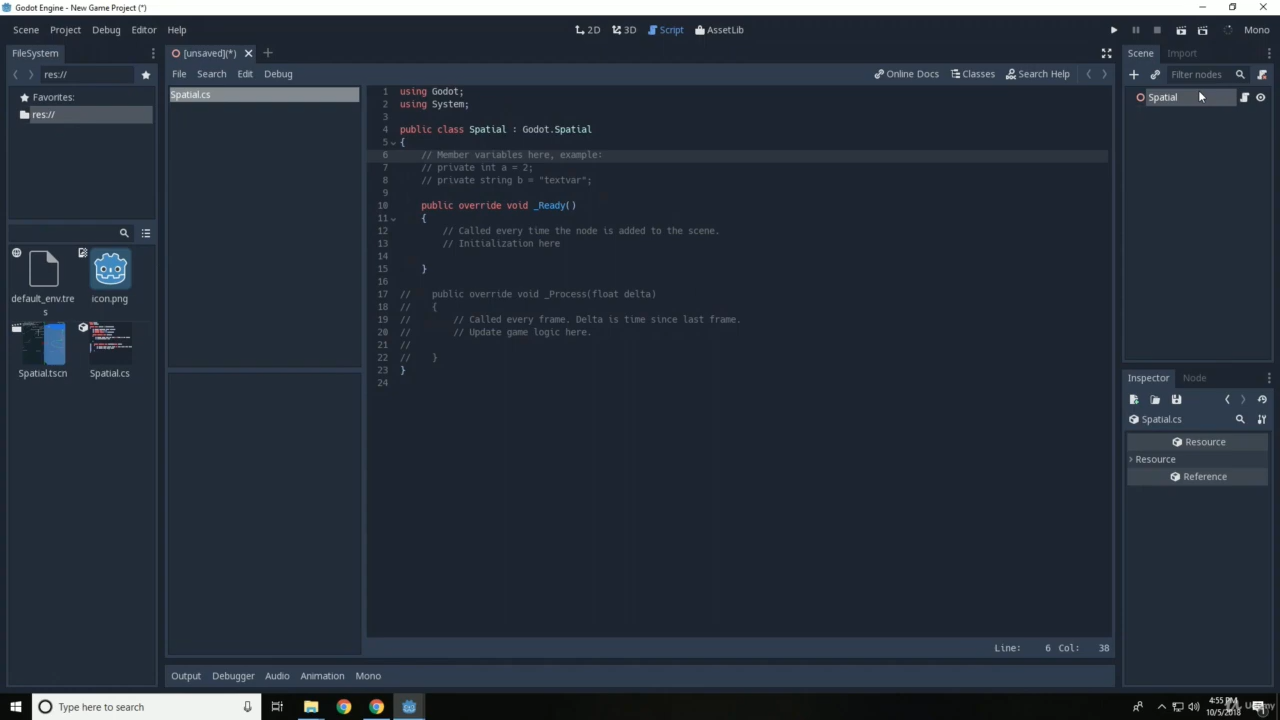 Godot Engine - New Game Project (*)
Scene Project Debug Editor Help
2D 3D Script AssetLib
Mono
FileSystem
[unsaved](*)
Scene Import
res://
File Search Edit Debug
Online Docs Classes Search Help
Filter nodes
Favorites:
res://
Spatial.cs
Spatial
1 using Godot;
2 using System;
3
4 public class Spatial : Godot.Spatial
5 {
6 // Member variables here, example:
7 // private int a = 2;
8 // private string b = "textvar";
9
10 public override void _Ready()
11 {
12 // Called every time the node is added to the scene.
13 // Initialization here
14
15 }
16
17 // public override void _Process(float delta)
18 // {
19 // // Called every frame. Delta is time since last frame.
20 // // Update game logic here.
21 //
22 // }
23 }
24
default_env.tre
s
icon.png
Spatial.tscn
Spatial.cs
Inspector Node
Spatial.cs
Resource
Resource
Reference
Line: 6 Col: 38
Output Debugger Audio Animation Mono
Type here to search
4:55 PM
10/5/2018
Udemy